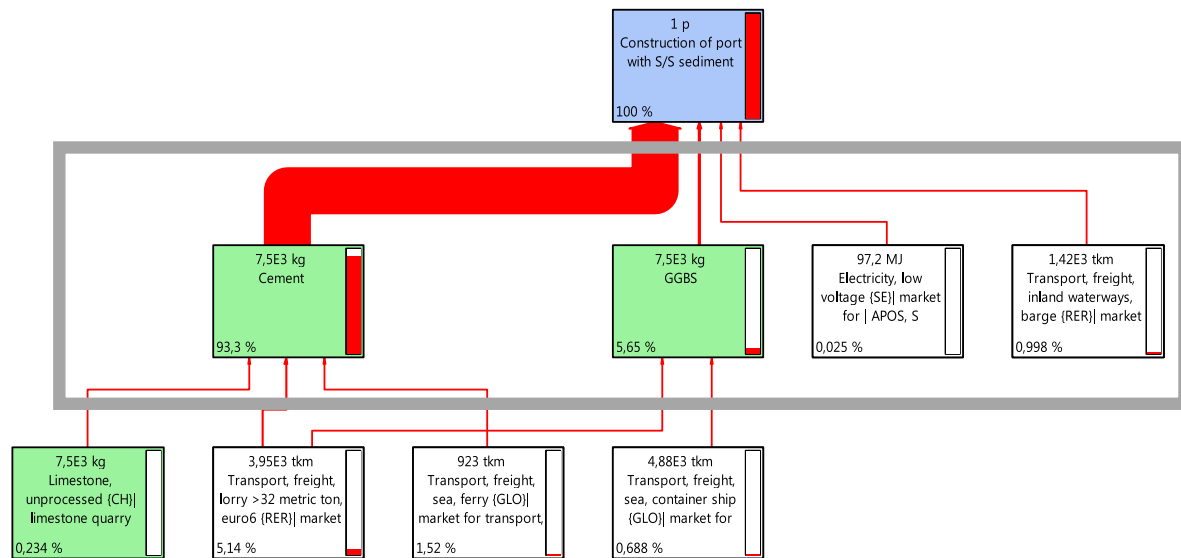 1 p
Construction of port
with S/S sediment
100 %
7,5E3 kg
Cement
93,3 %
7,5E3 kg
GGBS
5,65 %
97,2 MJ
Electricity, low
voltage {SE}| market
for | APOS, S
0,025 %
1,42E3 tkm
Transport, freight,
inland waterways,
barge {RER}| market
0,998 %
7,5E3 kg
Limestone,
unprocessed {CH}|
limestone quarry
0,234 %
3,95E3 tkm
Transport, freight,
lorry >32 metric ton,
euro6 {RER}| market
5,14 %
923 tkm
Transport, freight,
sea, ferry {GLO}|
market for transport,
1,52 %
4,88E3 tkm
Transport, freight,
sea, container ship
{GLO}| market for
0,688 %